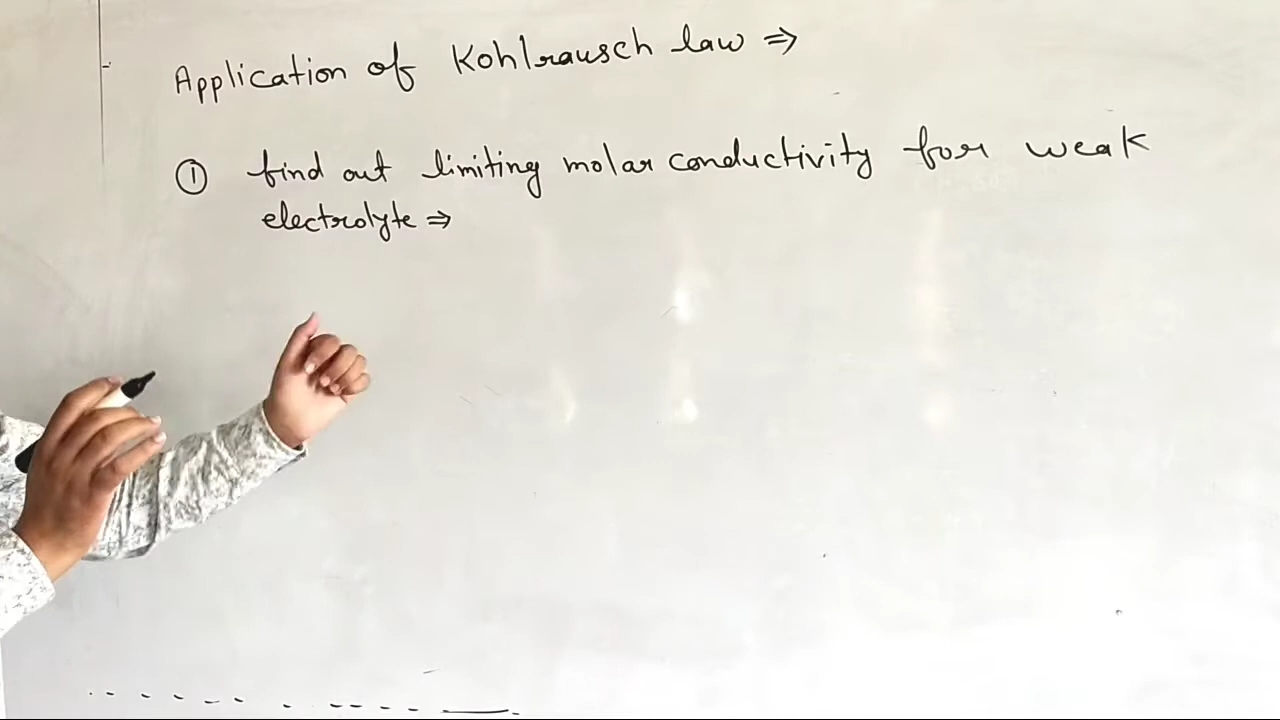 Application of Kohlrausch law ⇒
① find out limiting molar conductivity for weak
electrolyte ⇒